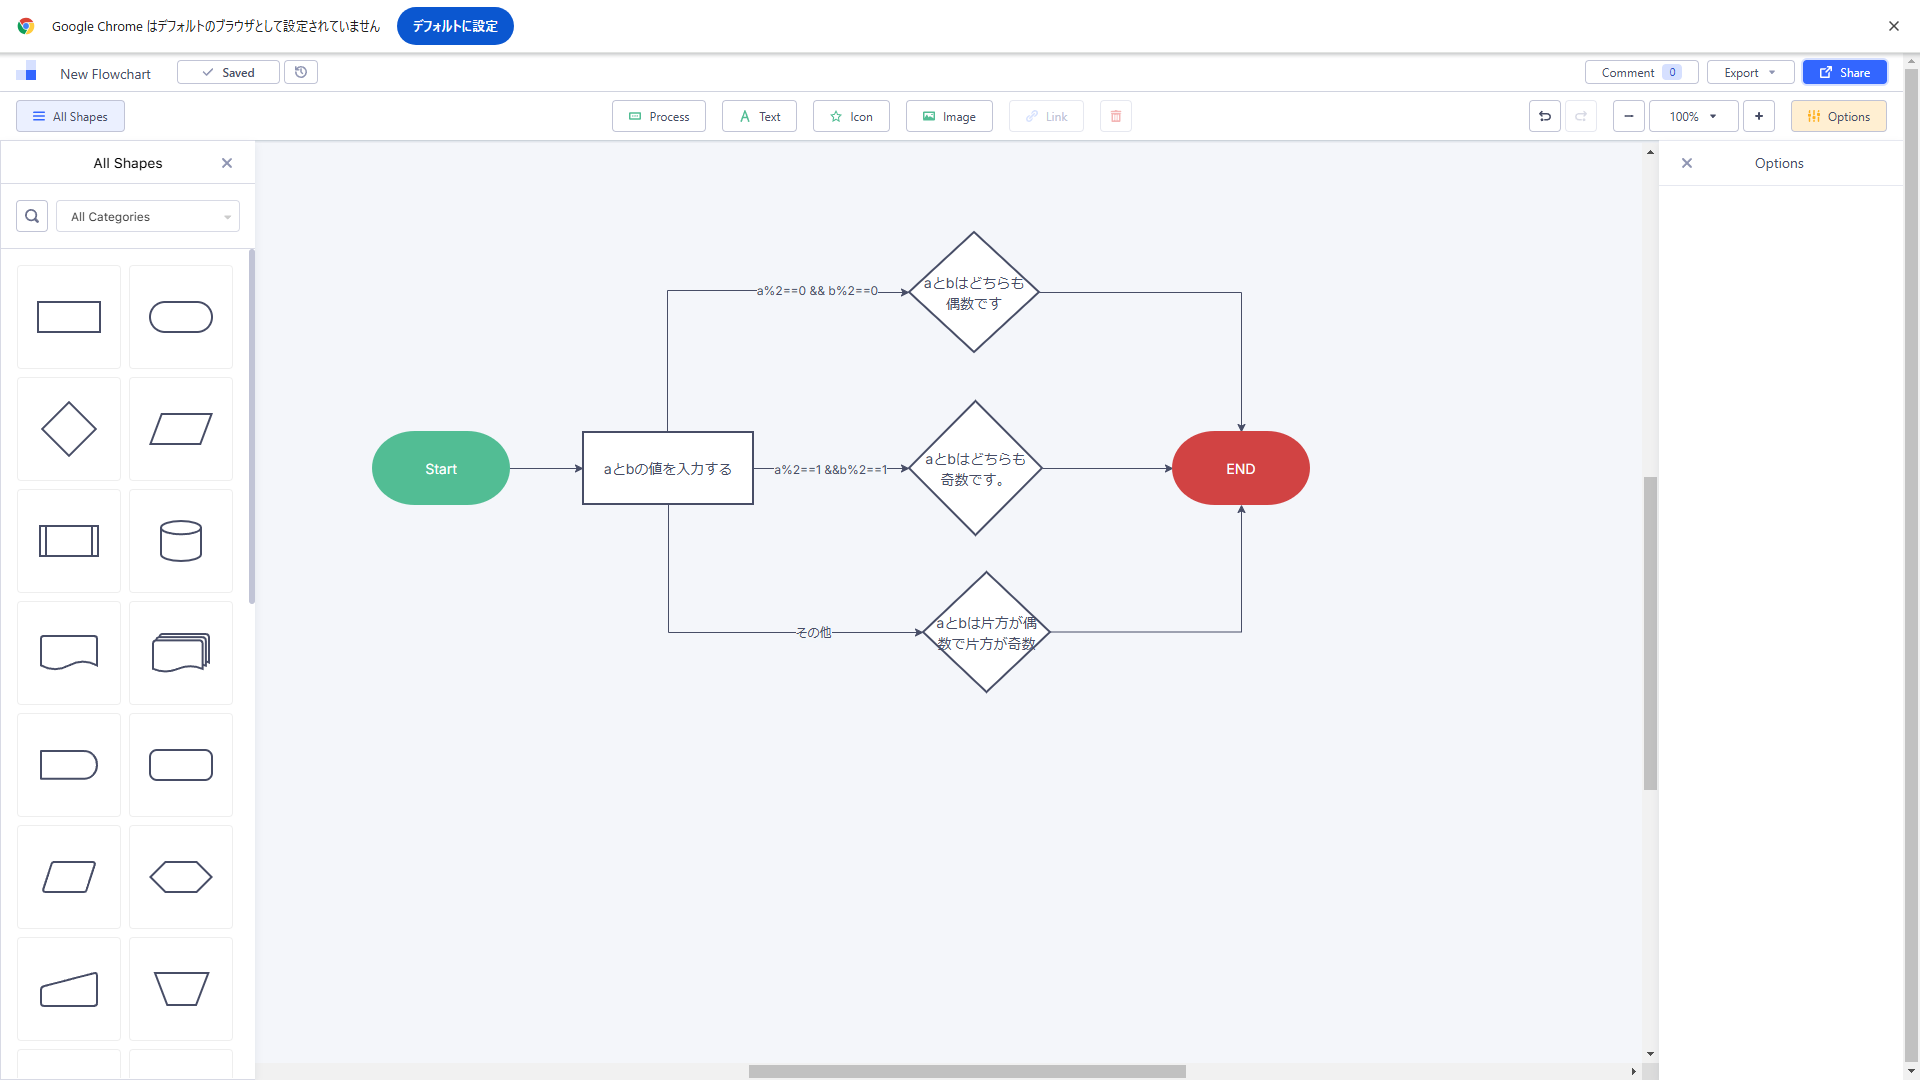 Google Chrome はデフォルトのブラウザとして設定されていません
デフォルトに設定
New Flowchart
Saved
Comment 0
Export
Share
All Shapes
Process
Text
Icon
Image
Link
100%
Options
All Shapes
Options
All Categories
a%2==0 && b%2==0
aとbはどちらも
偶数です
Start
aとbの値を入力する
a%2==1 &&b%2==1
aとbはどちらも
奇数です。
END
その他
aとbは片方が偶
数で片方が奇数